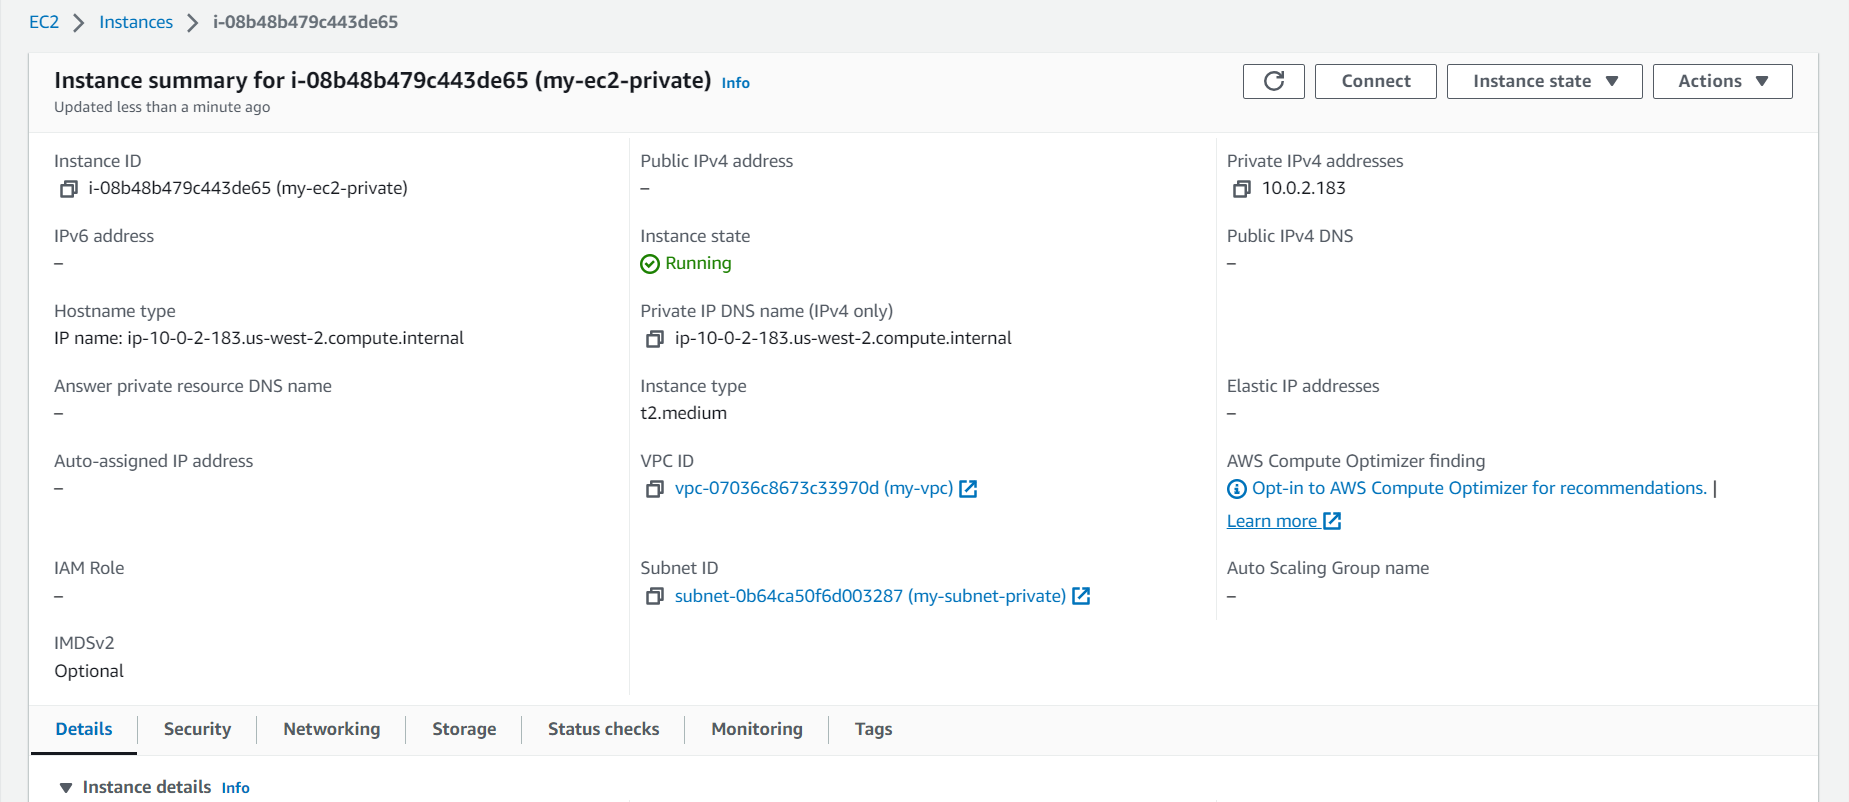 EC2 > Instances > i-08b48b479c443de65
Instance summary for i-08b48b479c443de65 (my-ec2-private) Info
Updated less than a minute ago
Connect
Instance state
Actions
Instance ID
i-08b48b479c443de65 (my-ec2-private)
Public IPv4 address
–
Private IPv4 addresses
10.0.2.183
IPv6 address
–
Instance state
Running
Public IPv4 DNS
–
Hostname type
IP name: ip-10-0-2-183.us-west-2.compute.internal
Private IP DNS name (IPv4 only)
ip-10-0-2-183.us-west-2.compute.internal
Answer private resource DNS name
–
Instance type
t2.medium
Elastic IP addresses
–
Auto-assigned IP address
–
VPC ID
vpc-07036c8673c33970d (my-vpc)
AWS Compute Optimizer finding
Opt-in to AWS Compute Optimizer for recommendations. |
Learn more
IAM Role
–
Subnet ID
subnet-0b64ca50f6d003287 (my-subnet-private)
Auto Scaling Group name
–
IMDSv2
Optional
Details
Security
Networking
Storage
Status checks
Monitoring
Tags
Instance details Info